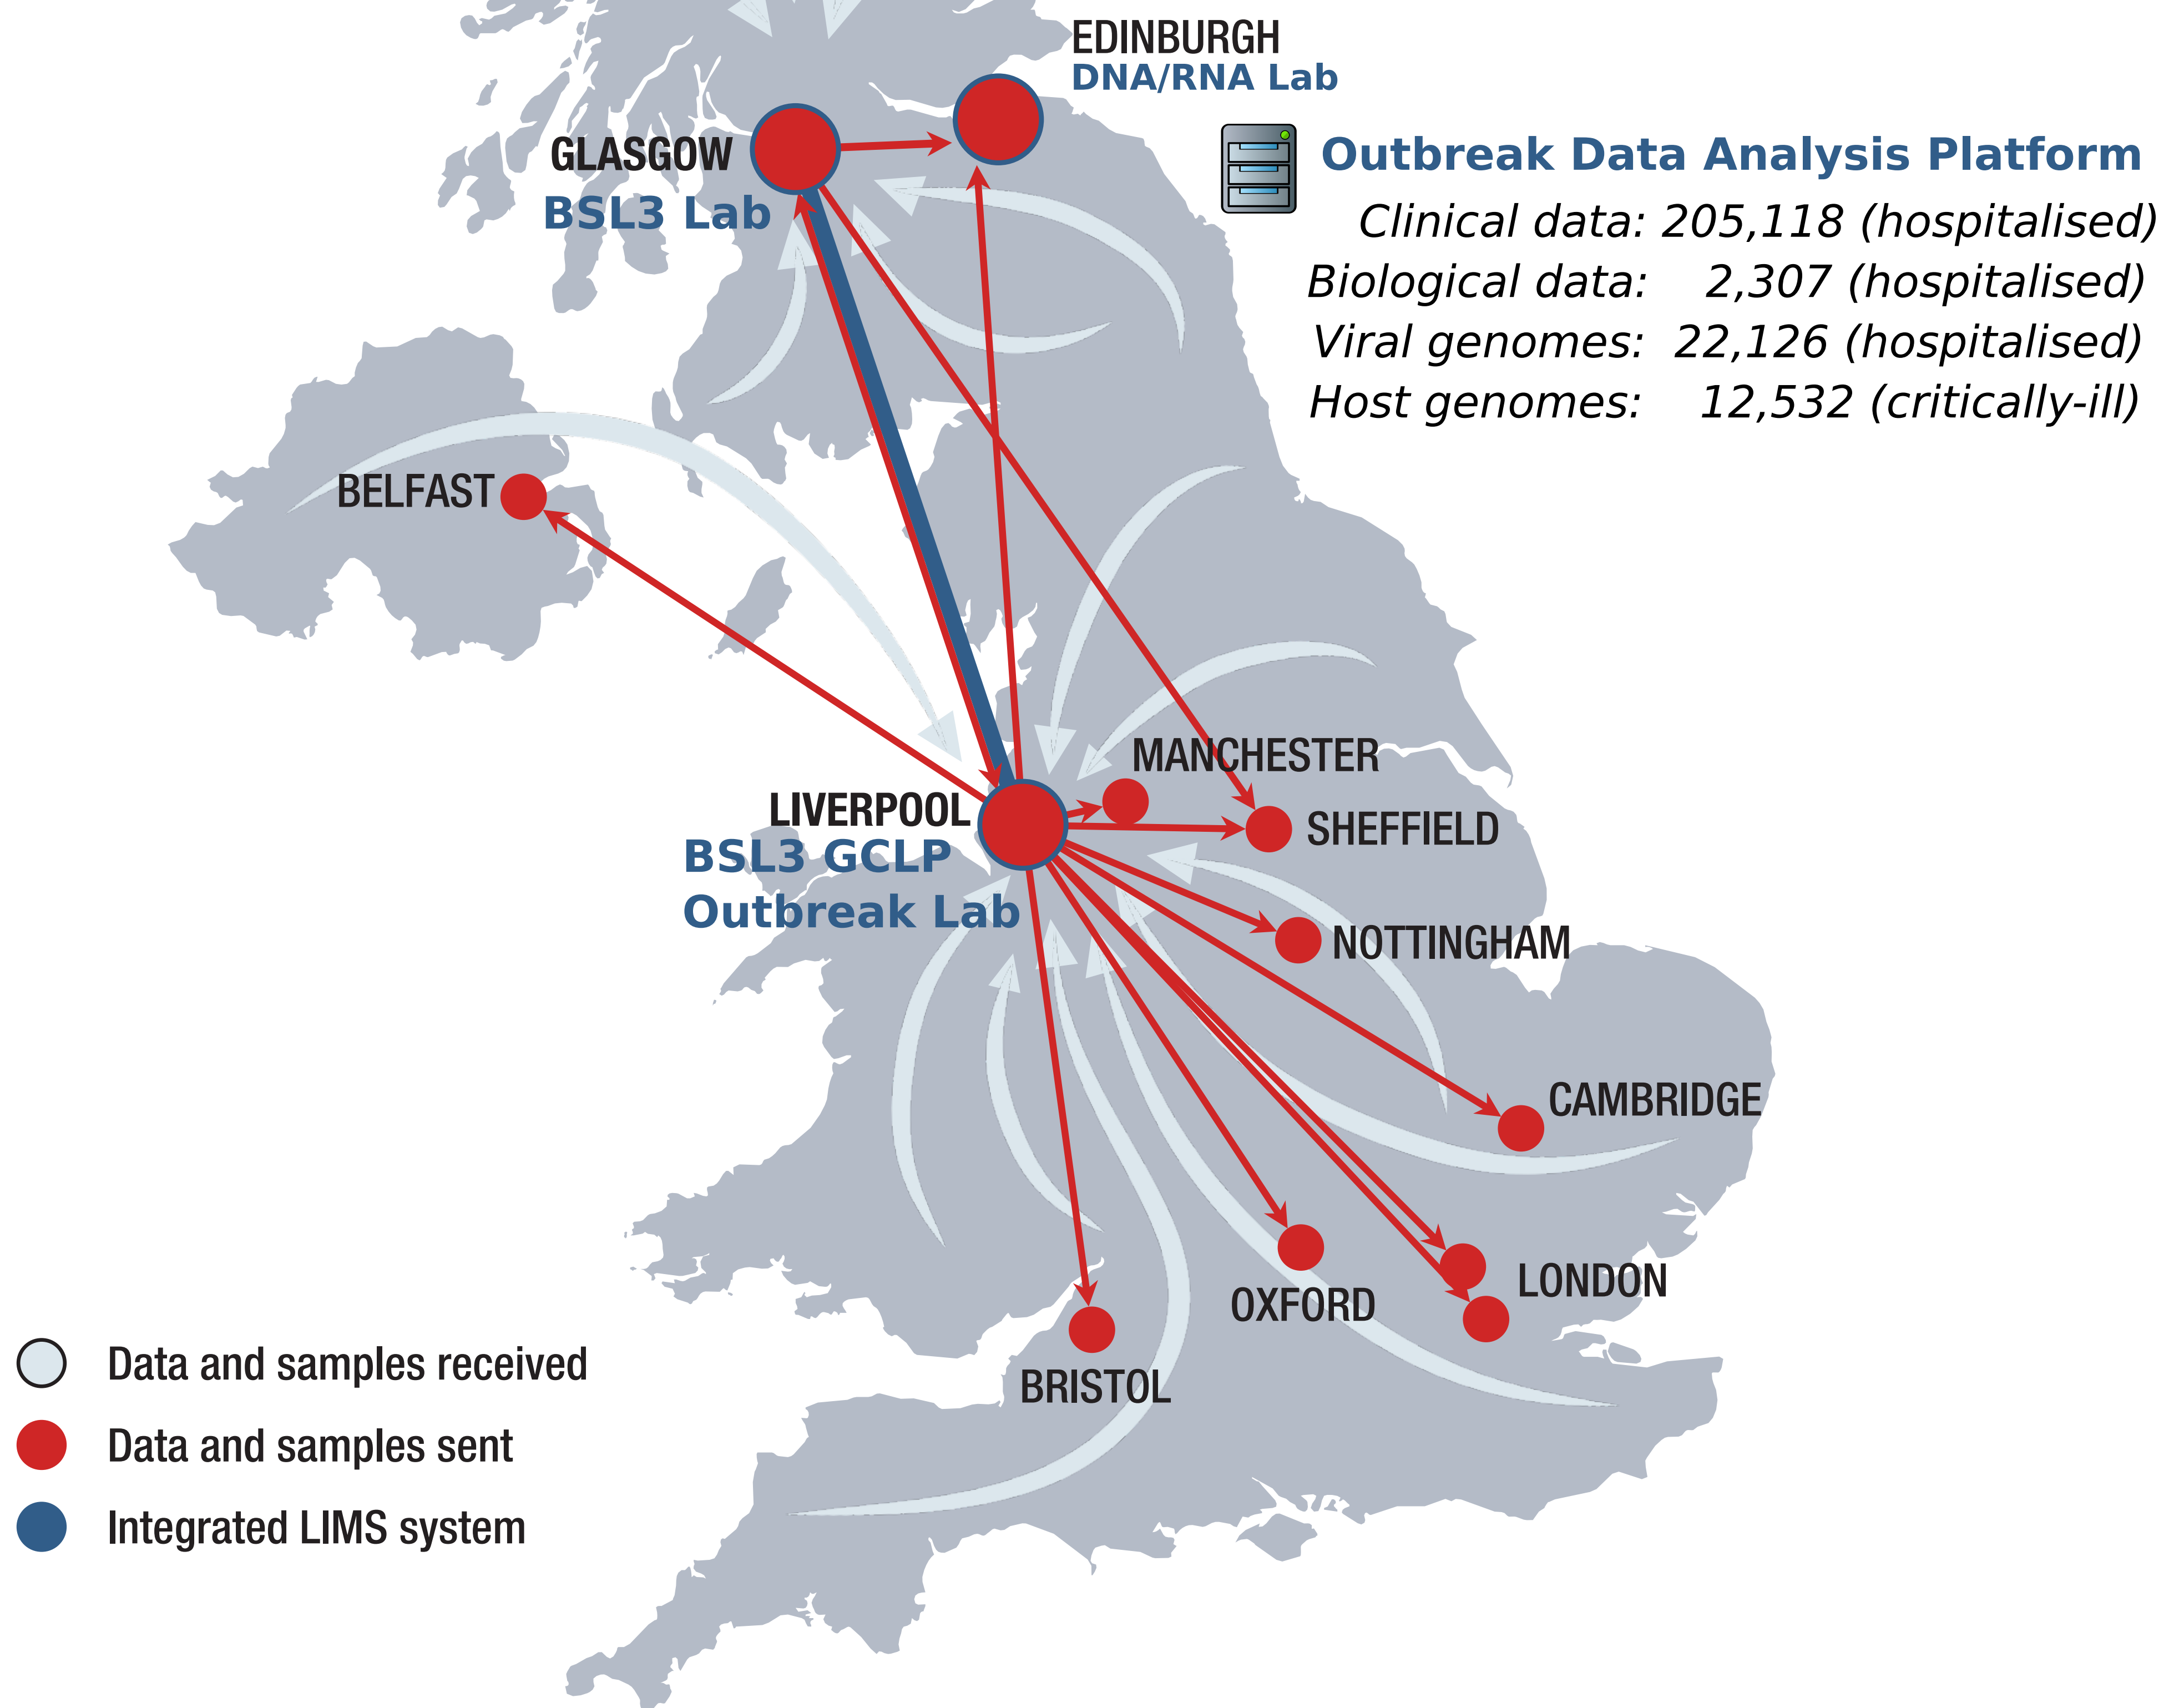 EDINBURGH
DNA/RNA Lab
GLASGOW
BSL3 Lab
Outbreak Data Analysis Platform
Clinical data: 205,118 (hospitalised)
Biological data: 2,307 (hospitalised)
Viral genomes: 22,126 (hospitalised)
Host genomes: 12,532 (critically-ill)
BELFAST
MANCHESTER
LIVERPOOL
BSL3 GCLP
Outbreak Lab
SHEFFIELD
NOTTINGHAM
CAMBRIDGE
LONDON
OXFORD
BRISTOL
Data and samples received
Data and samples sent
Integrated LIMS system